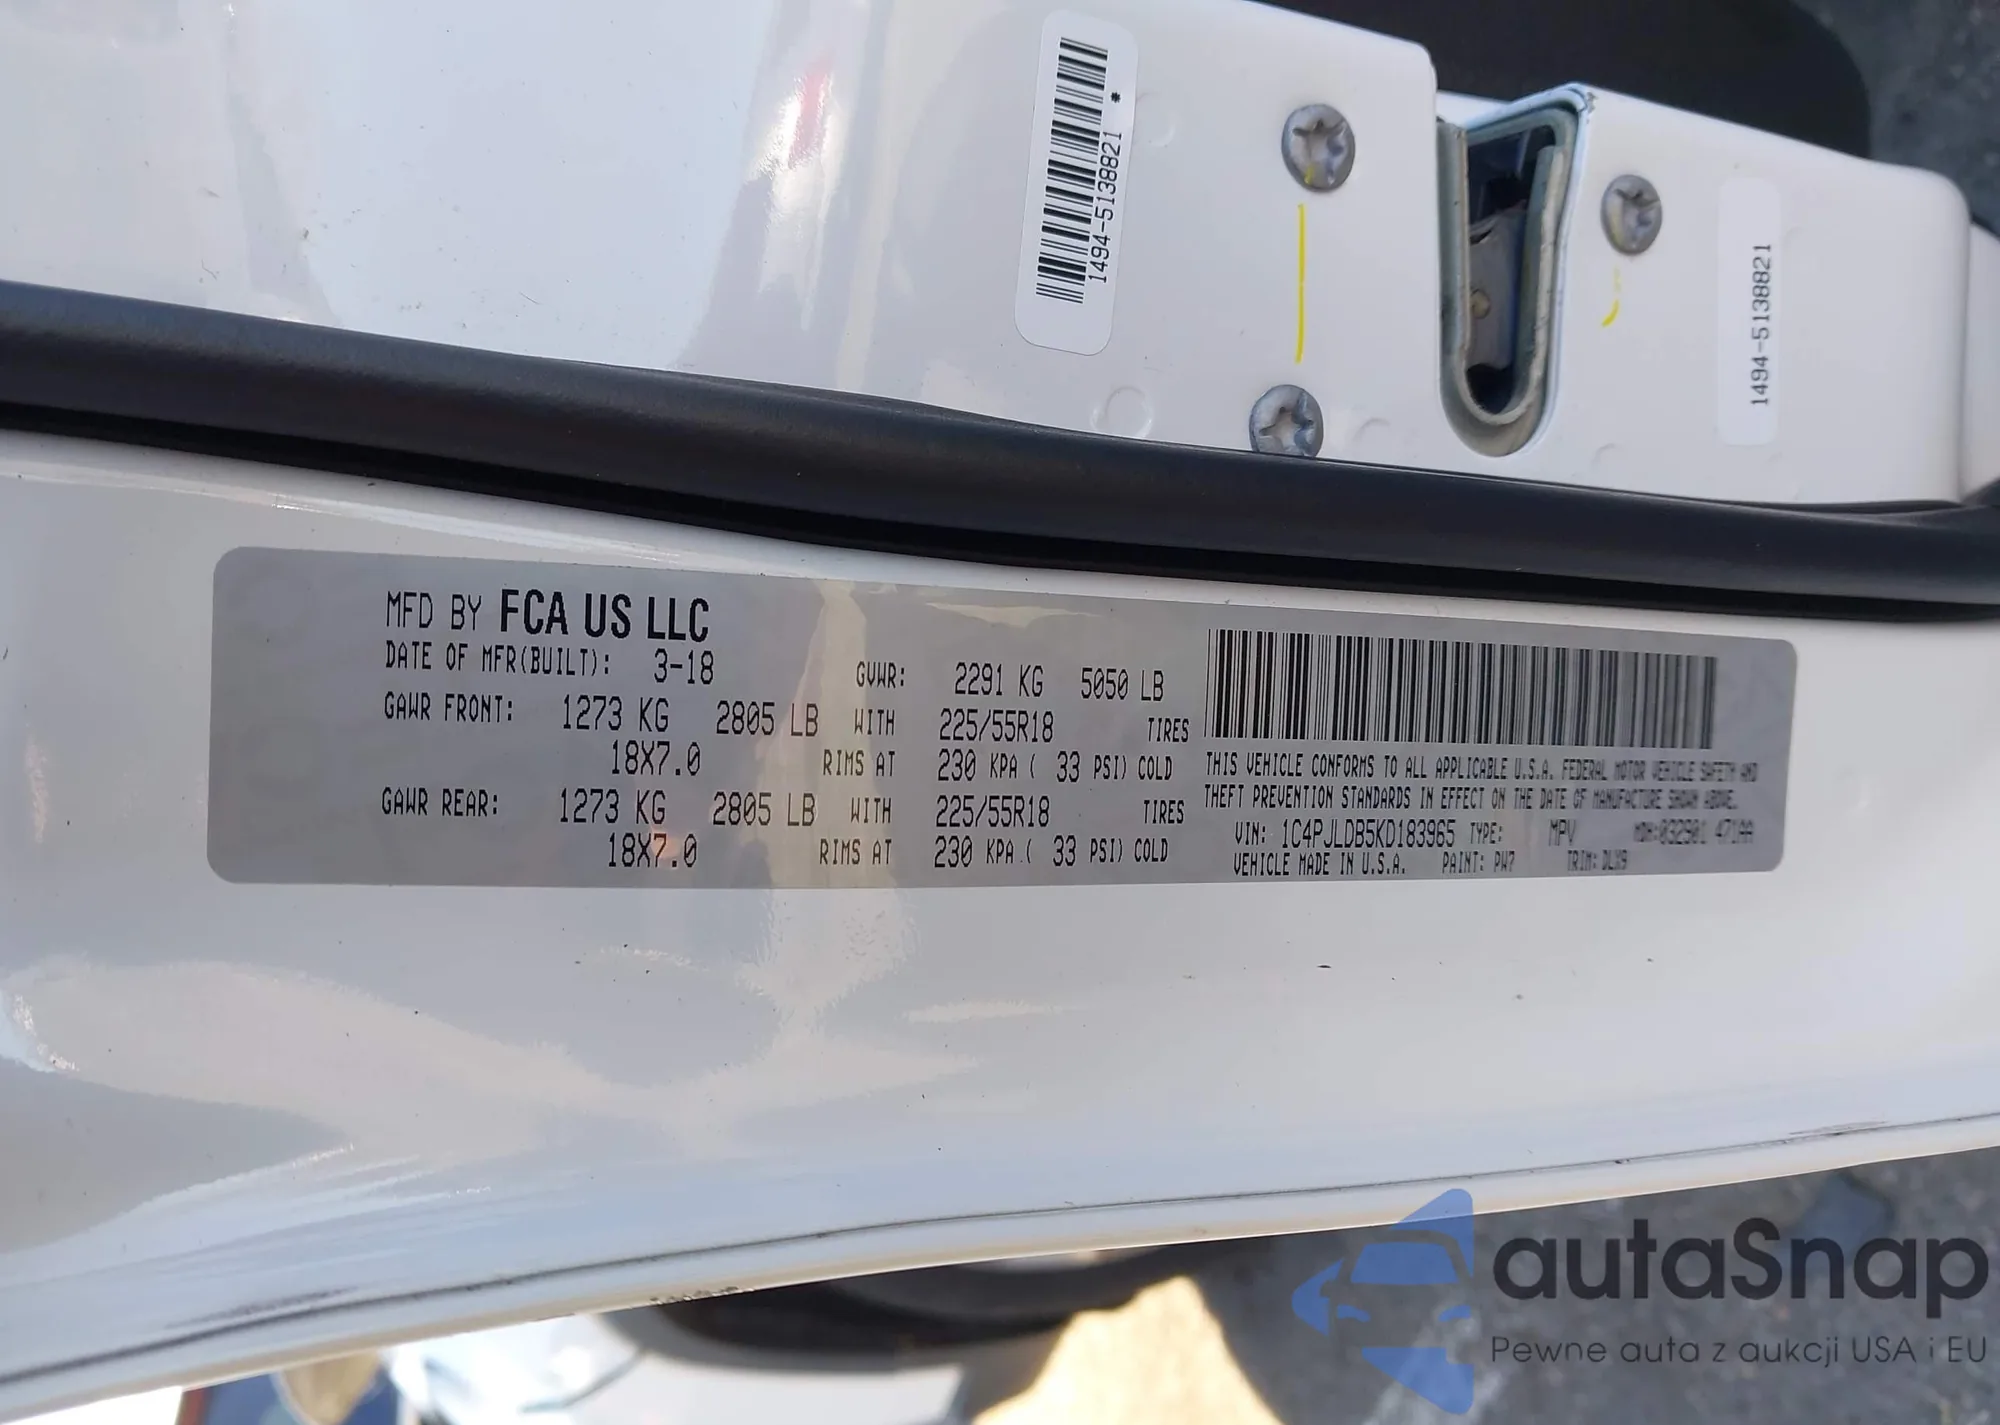 1494-5138821 *
1494-5138821
MFD BY FCA US LLC
DATE OF MFR(BUILT): 3-18 GVWR: 2291 KG 5050 LB
GAWR FRONT: 1273 KG 2805 LB WITH 225/55R18 TIRES
18X7.0 RIMS AT 230 KPA ( 33 PSI) COLD
GAWR REAR: 1273 KG 2805 LB WITH 225/55R18 TIRES
18X7.0 RIMS AT 230 KPA ( 33 PSI) COLD
THIS VEHICLE CONFORMS TO ALL APPLICABLE U.S.A. FEDERAL MOTOR VEHICLE SAFETY AND
THEFT PREVENTION STANDARDS IN EFFECT ON THE DATE OF MANUFACTURE SHOWN ABOVE.
VIN: 1C4PJLDB5KD183965 TYPE: MPV MDH:032901 471AA
VEHICLE MADE IN U.S.A. PAINT: PW7 TRIM: DLX9
autaSnap
Pewne auta z aukcji USA i EU